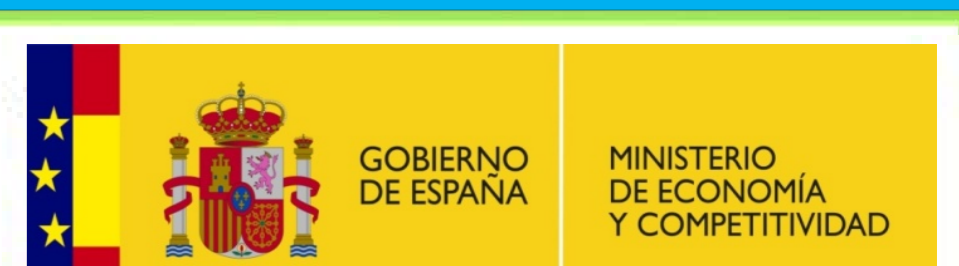 GOBIERNO
DE ESPAÑA
MINISTERIO
DE ECONOMÍA
Y COMPETITIVIDAD